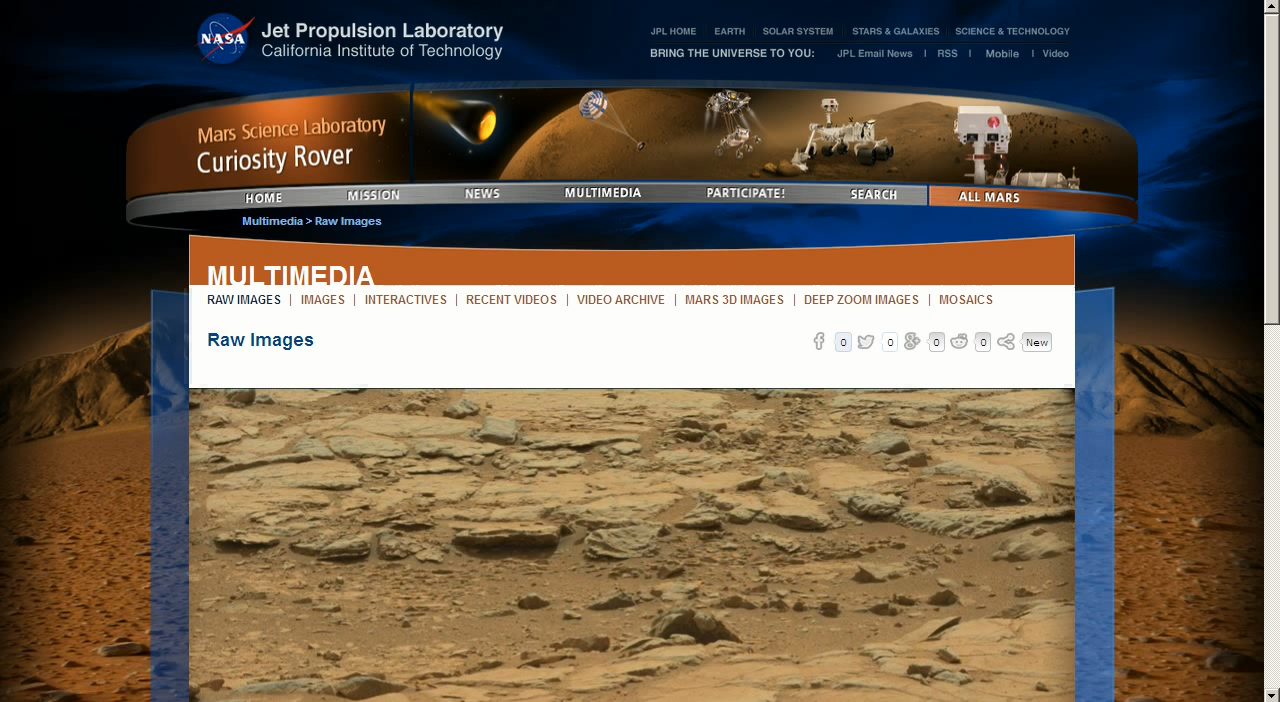 NASA
Jet Propulsion Laboratory
California Institute of Technology
JPL HOME EARTH SOLAR SYSTEM STARS & GALAXIES SCIENCE & TECHNOLOGY
BRING THE UNIVERSE TO YOU: JPL Email News | RSS | Mobile | Video
Mars Science Laboratory
Curiosity Rover
HOME MISSION NEWS MULTIMEDIA PARTICIPATE! SEARCH ALL MARS
Multimedia > Raw Images
MULTIMEDIA
RAW IMAGES | IMAGES | INTERACTIVES | RECENT VIDEOS | VIDEO ARCHIVE | MARS 3D IMAGES | DEEP ZOOM IMAGES | MOSAICS
Raw Images
0 0 0 0 New